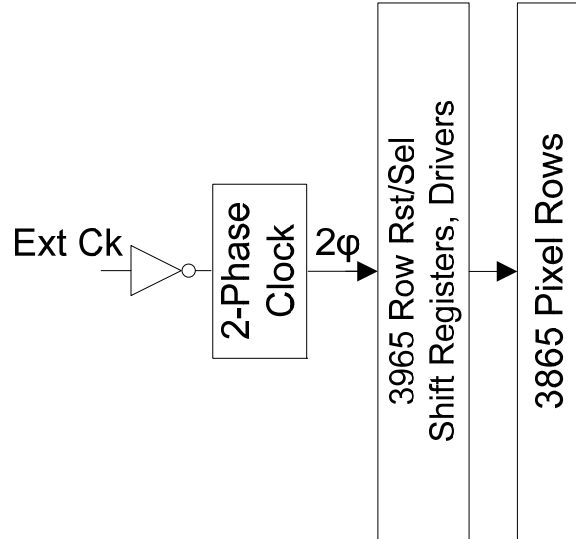 Ext Ck
2-Phase
Clock
2φ
3965 Row Rst/Sel
Shift Registers, Drivers
3865 Pixel Rows